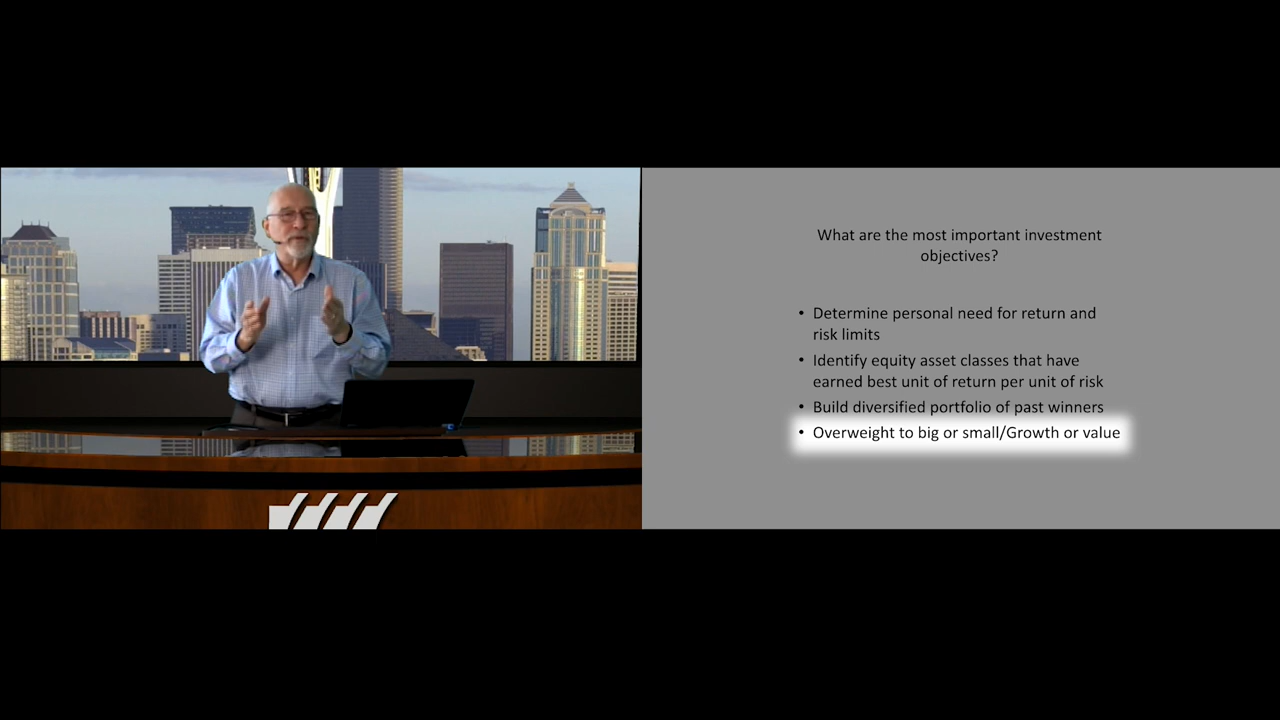 What are the most important investment
objectives?
• Determine personal need for return and
risk limits
• Identify equity asset classes that have
earned best unit of return per unit of risk
• Build diversified portfolio of past winners
• Overweight to big or small/Growth or value